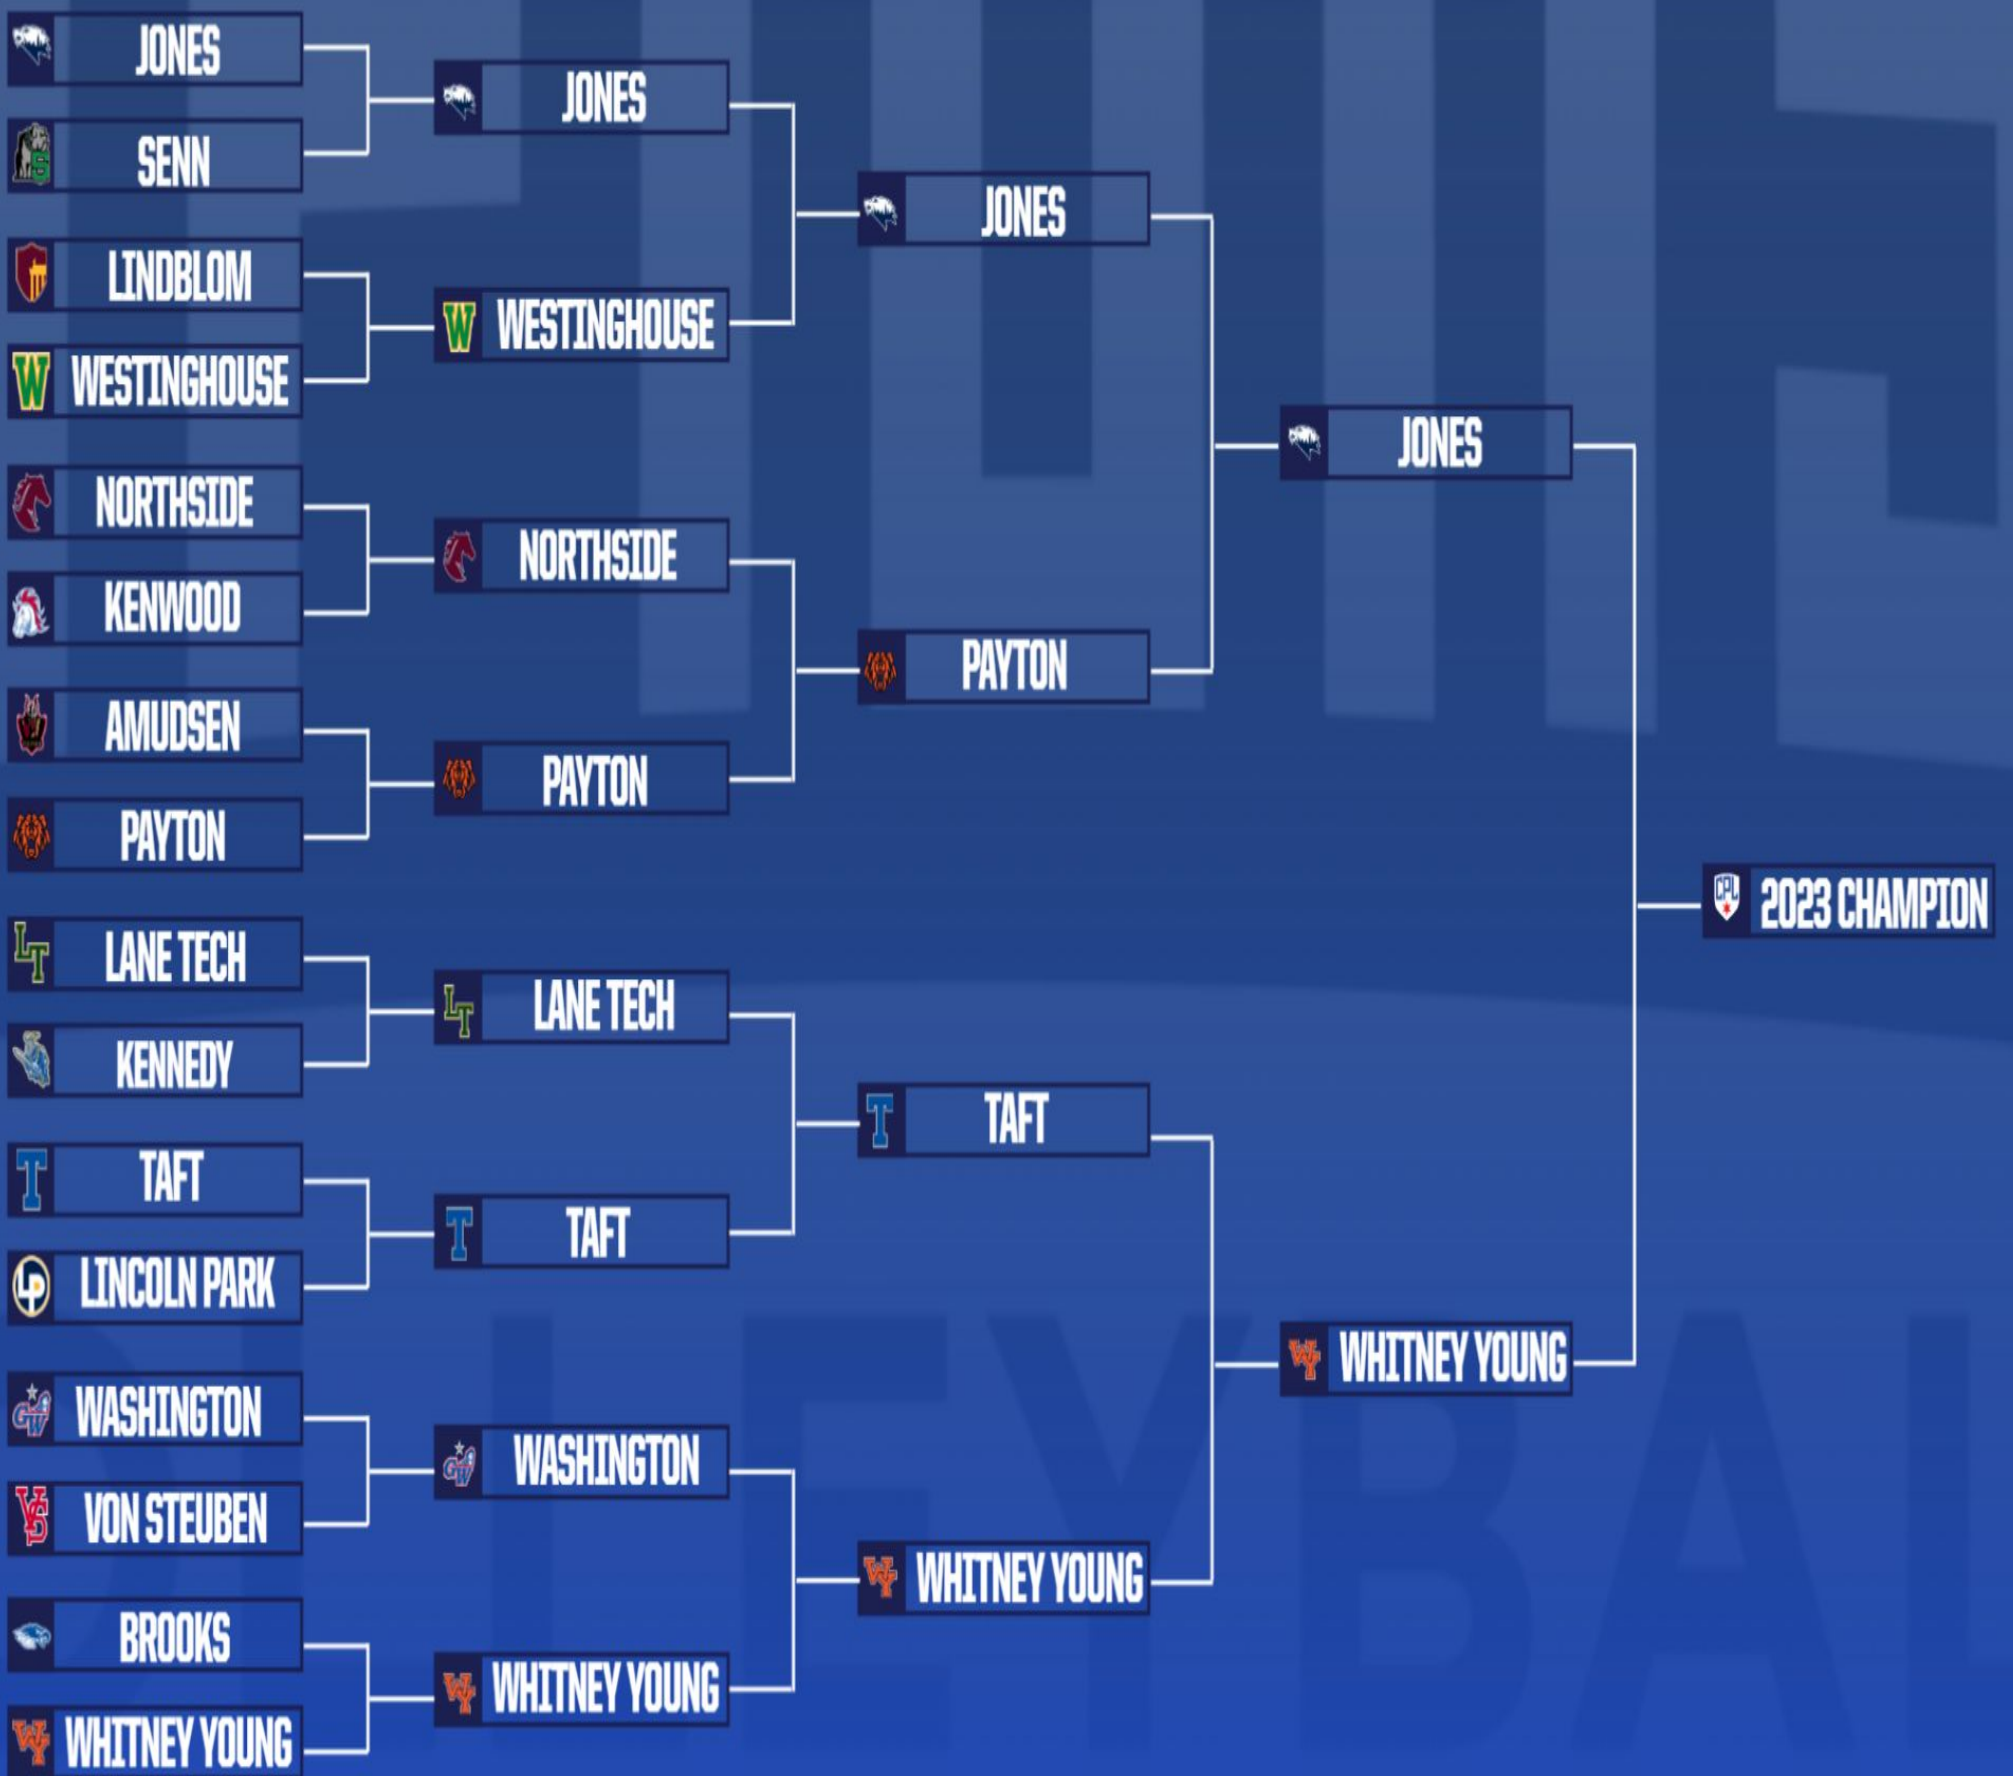 JONES
SENN
LINDBLOM
WESTINGHOUSE
NORTHSIDE
KENWOOD
AMUDSEN
PAYTON
LANE TECH
KENNEDY
TAFT
LINCOLN PARK
WASHINGTON
VON STEUBEN
BROOKS
WHITNEY YOUNG
JONES
WESTINGHOUSE
NORTHSIDE
PAYTON
LANE TECH
TAFT
WASHINGTON
WHITNEY YOUNG
JONES
PAYTON
TAFT
WHITNEY YOUNG
JONES
WHITNEY YOUNG
CPL
2023 CHAMPION